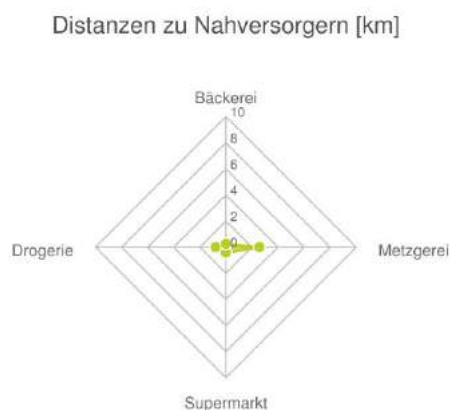 Distanzen zu Nahversorgern [km]
Bäckerei
10
8
6
4
2
0
Drogerie
Metzgerei
Supermarkt